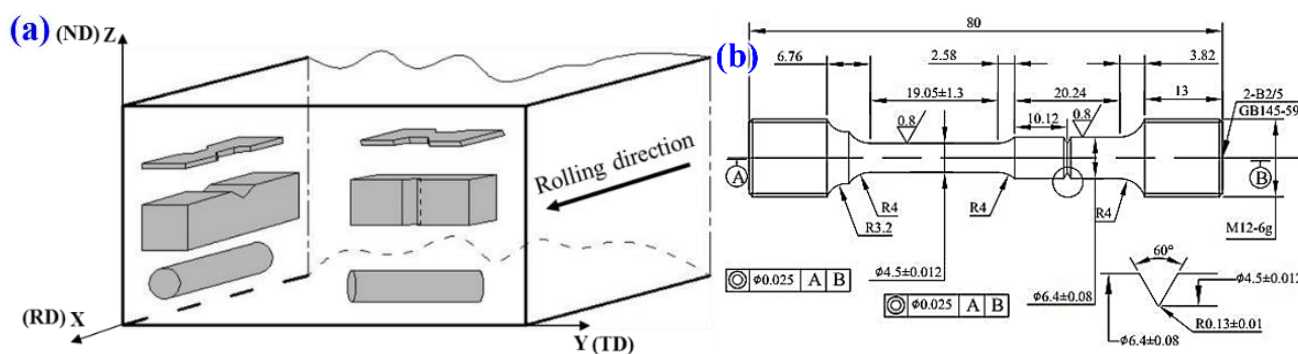 (a)
(ND) Z
Rolling direction
(RD)
X
Y (TD)
(b)
80
6.76
2.58
3.82
19.05±1.3
20.24
13
2-B2/5
GB145-59
0.8
10.12
0.8
A
B
R4
R4
R4
R3.2
M12-6g
60°
φ4.5±0.012
φ4.5±0.012
φ0.025 A B
φ0.025 A B
φ6.4±0.08
R0.13±0.01
φ6.4±0.08